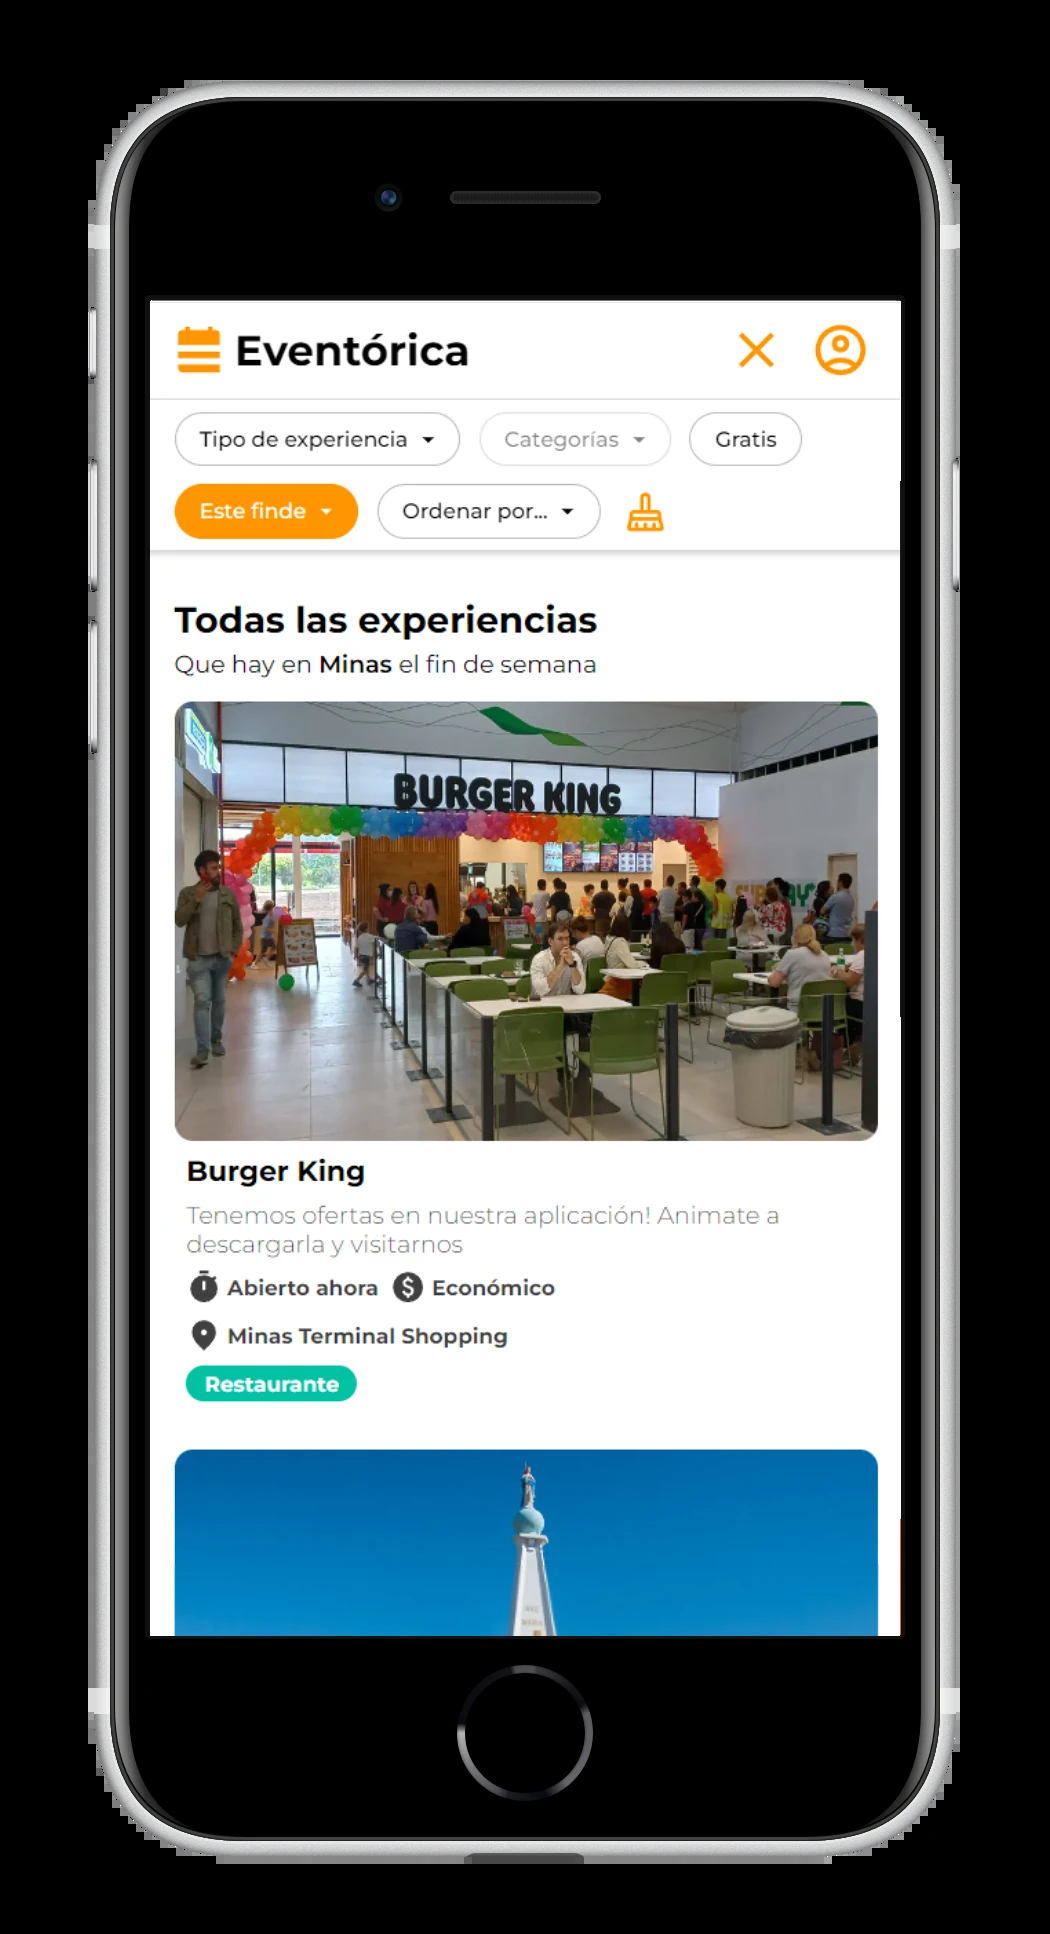 Eventórica
Tipo de experiencia
Categorías
Gratis
Este finde
Ordenar por...
Todas las experiencias
Que hay en Minas el fin de semana
BURGER KING
SUBWAY
Burger King
Tenemos ofertas en nuestra aplicación! Animate a
descargarla y visitarnos
Abierto ahora
Económico
Minas Terminal Shopping
Restaurante